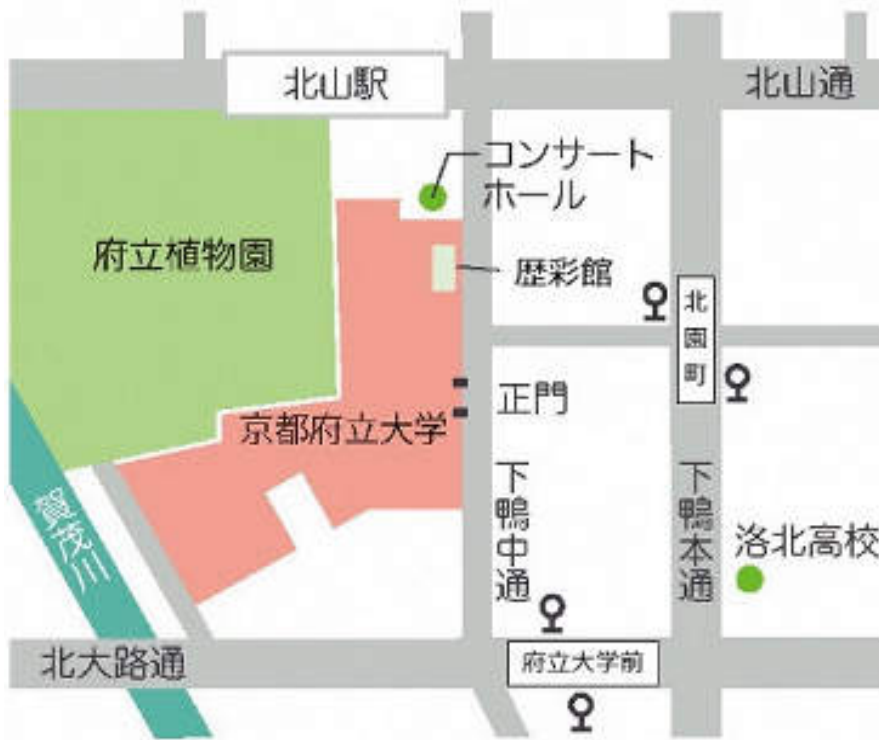 北山駅
北山通
コンサート
ホール
府立植物園
歴彩館
北園町
正門
京都府立大学
下鴨中通
下鴨本通
賀茂川
洛北高校
北大路通
府立大学前